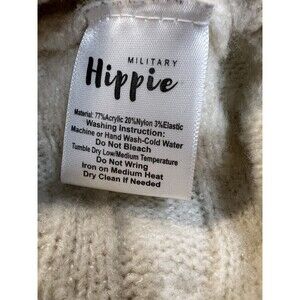 MILITARY
Hippie
Material: 77%Acrylic 20%Nylon 3%Elastic
Washing Instruction:
Machine or Hand Wash-Cold Water
Do Not Bleach
Tumble Dry Low/Medium Temperature
Do Not Wring
Iron on Medium Heat
Dry Clean If Needed